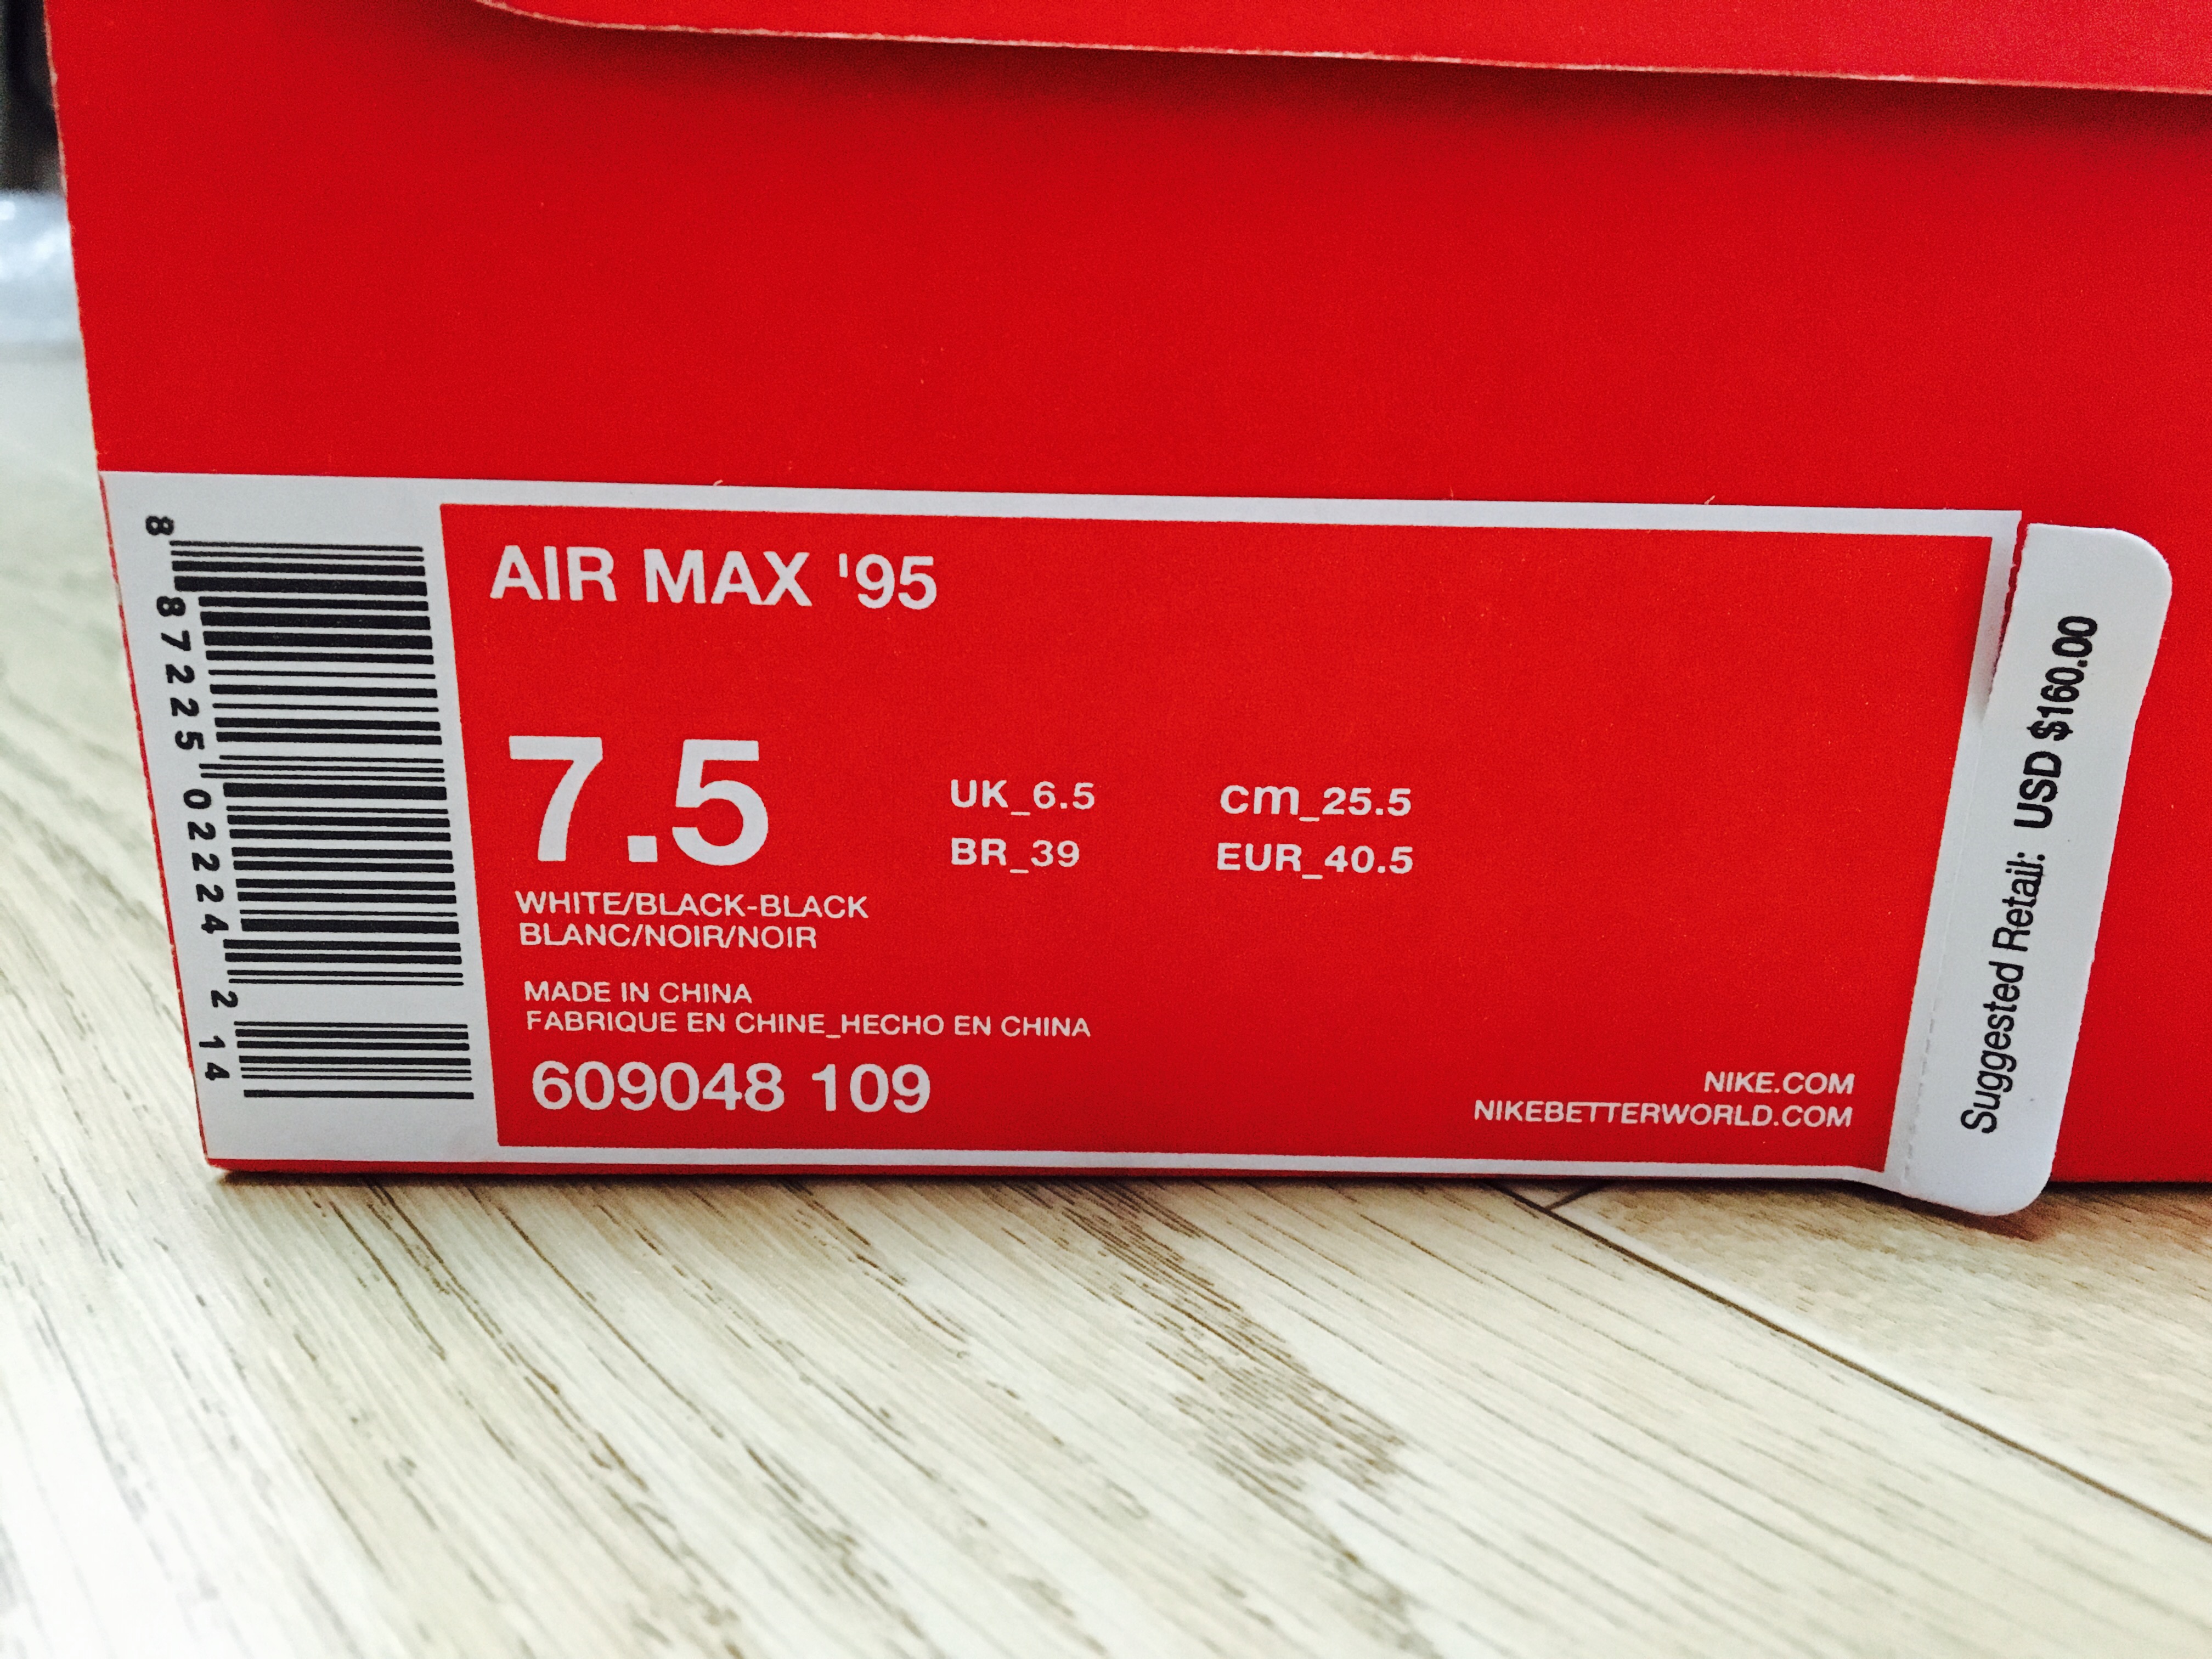 AIR MAX '95
7.5
UK_6.5
cm_25.5
BR_39
EUR_40.5
WHITE/BLACK-BLACK
BLANC/NOIR/NOIR
MADE IN CHINA
FABRIQUE EN CHINE_HECHO EN CHINA
609048 109
NIKE.COM
NIKEBETTERWORLD.COM
8 87225 02224 2 14
Suggested Retail: USD $160.00